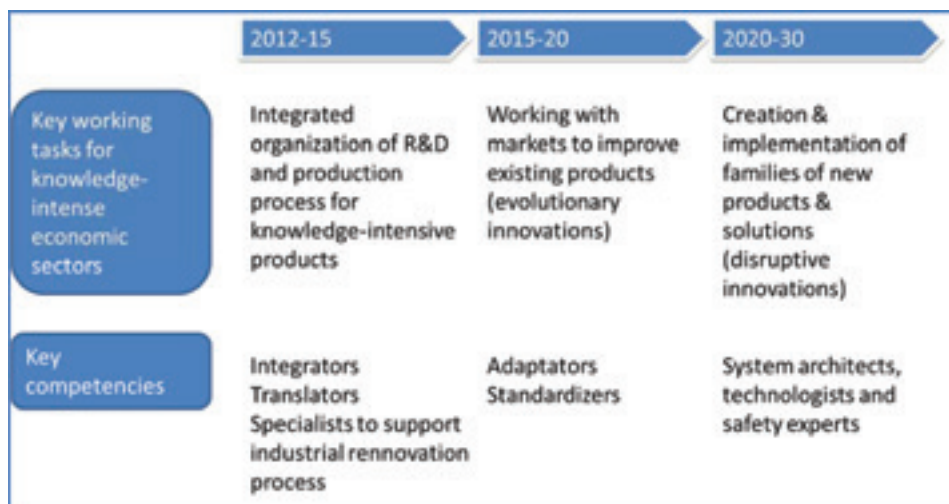 2012-15
2015-20
2020-30
Key working
tasks for
knowledge-
intense
economic
sectors
Integrated
organization of R&D
and production
process for
knowledge-intensive
products
Working with
markets to improve
existing products
(evolutionary
innovations)
Creation &
implementation of
families of new
products &
solutions
(disruptive
innovations)
Key
competencies
Integrators
Translators
Specialists to support
industrial rennovation
process
Adaptators
Standardizers
System architects,
technologists and
safety experts